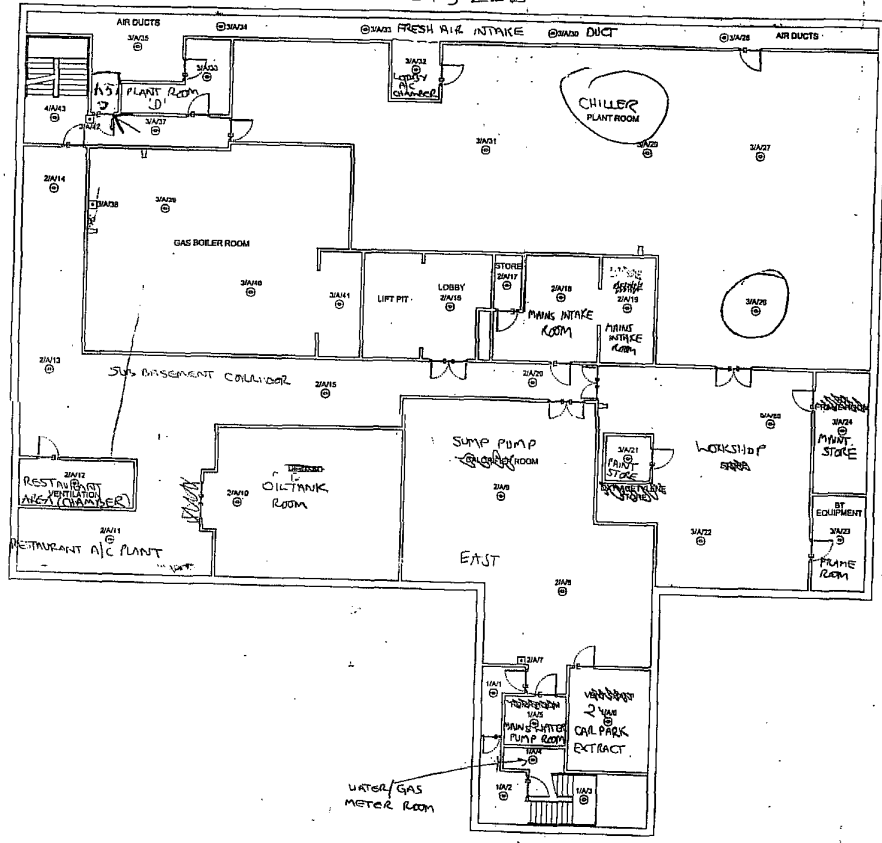 AIR DUCTS
3/A/35
3/A/34
3/A/33 FRESH AIR INTAKE 3/A/30 DUCT
3/A/28
AIR DUCTS
3/A/33
3/A/32
LOBBY
A/C
CHAMBER
CHILLER
PLANT ROOM
PLANT ROOM
'D'
4/A/43
3/A/42
3/A/37
3/A/31
3/A/29
3/A/27
2/A/14
3/A/38
3/A/39
GAS BOILER ROOM
3/A/40
3/A/41
LIFT PIT
LOBBY
2/A/16
STORE
2/A/17
2/A/18
MAINS INTAKE
ROOM
2/A/19
MAINS
INTAKE
ROOM
3/A/26
2/A/13
SUB BASEMENT CORRIDOR
2/A/15
2/A/20
SUMP PUMP
ROOM
2/A/9
3/A/21
PAINT
STORE
WORKSHOP
3/A/24
MAINT.
STORE
2/A/12
RESTAURANT
VENTILATION
AREA (CHAMBER)
2/A/10
OIL TANK
ROOM
3/A/22
BT
EQUIPMENT
3/A/23
FRAME
ROOM
2/A/11
RESTAURANT A/C PLANT
EAST
2/A/8
2/A/7
1/A/1
1/A/5
MAINS WATER
PUMP ROOM
2
1/A/6
CAR PARK
EXTRACT
1/A/4
WATER/GAS
METER ROOM
1/A/2
1/A/3